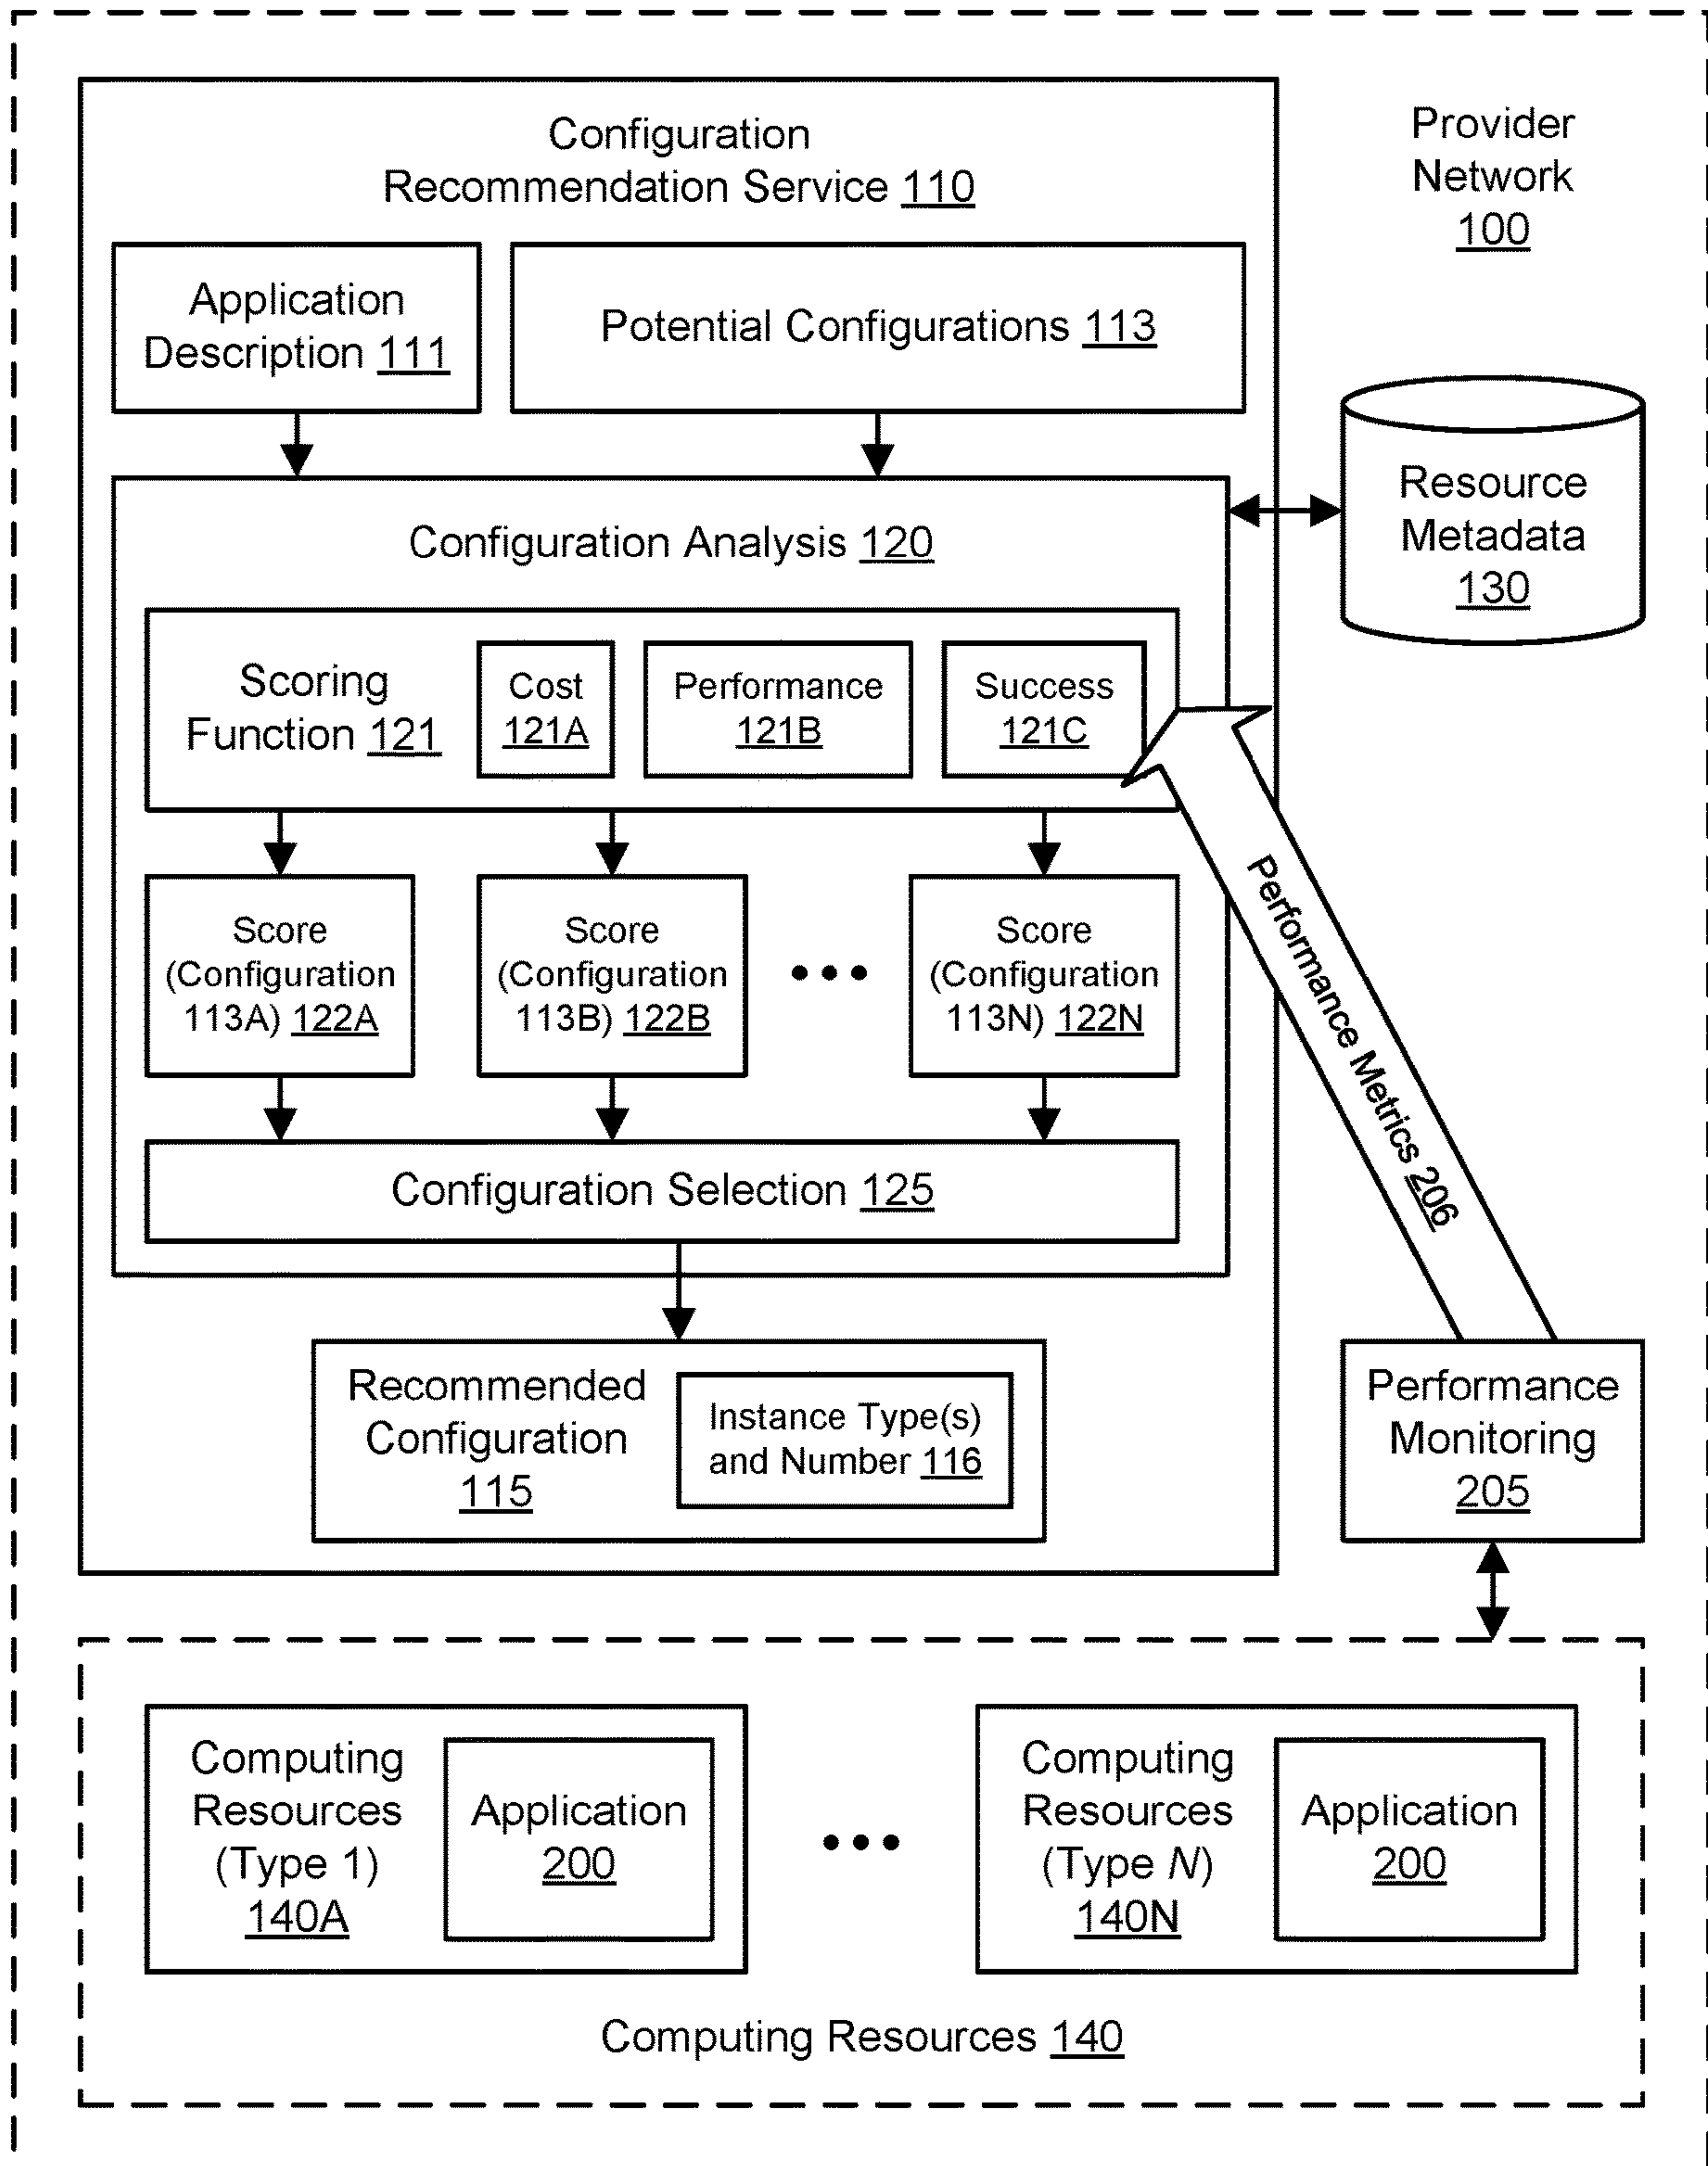 Configuration
Recommendation Service 110
Provider
Network
100
Application
Description 111
Potential Configurations 113
Resource
Metadata
130
Configuration Analysis 120
Scoring
Function 121
Cost
121A
Performance
121B
Success
121C
Score
(Configuration
113A) 122A
Score
(Configuration
113B) 122B
•••
Score
(Configuration
113N) 122N
Performance Metrics 206
Configuration Selection 125
Recommended
Configuration
115
Instance Type(s)
and Number 116
Performance
Monitoring
205
Computing
Resources
(Type 1)
140A
Application
200
•••
Computing
Resources
(Type N)
140N
Application
200
Computing Resources 140